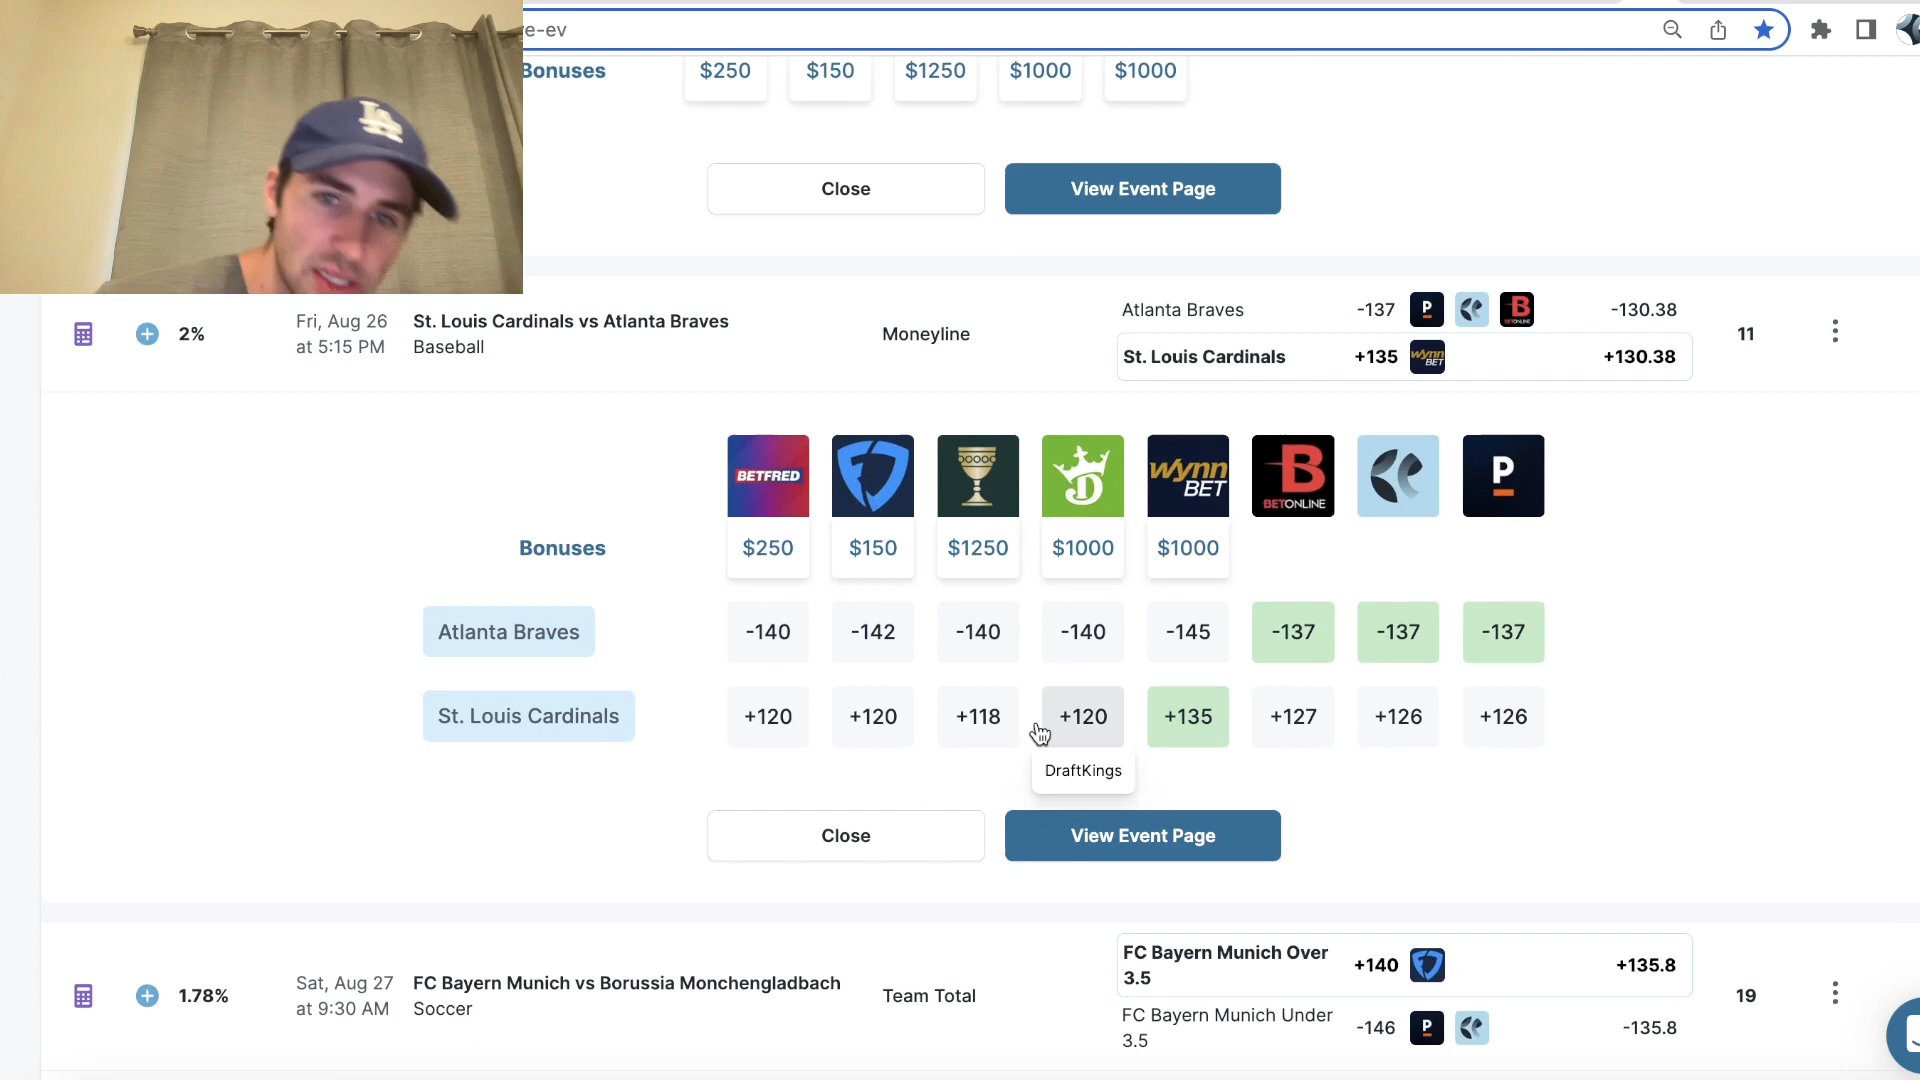 e-ev
Bonuses $250 $150 $1250 $1000 $1000
Close View Event Page
LA
2% Fri, Aug 26 at 5:15 PM St. Louis Cardinals vs Atlanta Braves Baseball Moneyline
Atlanta Braves -137 P BETONLINE -130.38
St. Louis Cardinals +135 WYNN BET +130.38
11
BETFRED WYNN BET B BETONLINE P
Bonuses $250 $150 $1250 $1000 $1000
Atlanta Braves -140 -142 -140 -140 -145 -137 -137 -137
St. Louis Cardinals +120 +120 +118 +120 +135 +127 +126 +126
DraftKings
Close View Event Page
1.78% Sat, Aug 27 at 9:30 AM FC Bayern Munich vs Borussia Monchengladbach Soccer Team Total
FC Bayern Munich Over 3.5 +140 +135.8
FC Bayern Munich Under 3.5 -146 P -135.8
19